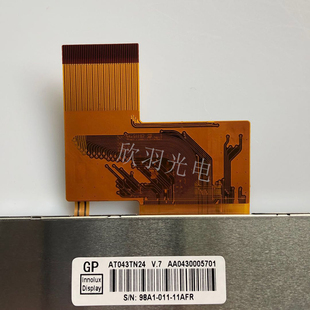 欣羽光电
GP AT043TN24 V.7 AA0430005701
Innolux
Display
S/N: 98A1-011-11AFR